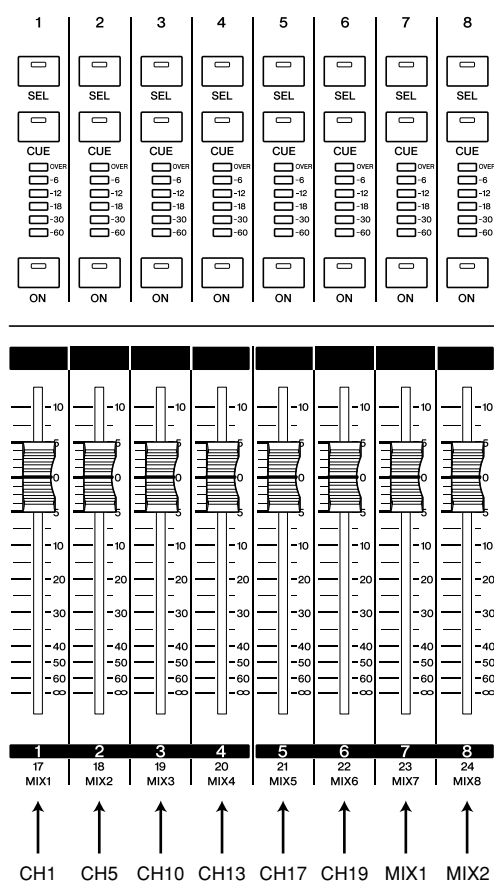 1 2 3 4 5 6 7 8
SEL SEL SEL SEL SEL SEL SEL SEL
CUE CUE CUE CUE CUE CUE CUE CUE
OVER OVER OVER OVER OVER OVER OVER OVER
-6 -6 -6 -6 -6 -6 -6 -6
-12 -12 -12 -12 -12 -12 -12 -12
-18 -18 -18 -18 -18 -18 -18 -18
-30 -30 -30 -30 -30 -30 -30 -30
-60 -60 -60 -60 -60 -60 -60 -60
ON ON ON ON ON ON ON ON
10 10 10 10 10 10 10 10
5 5 5 5 5 5 5 5
0 0 0 0 0 0 0 0
5 5 5 5 5 5 5 5
10 10 10 10 10 10 10 10
20 20 20 20 20 20 20 20
30 30 30 30 30 30 30 30
40 40 40 40 40 40 40 40
50 50 50 50 50 50 50 50
60 60 60 60 60 60 60 60
∞ ∞ ∞ ∞ ∞ ∞ ∞ ∞
1 2 3 4 5 6 7 8
17 18 19 20 21 22 23 24
MIX1 MIX2 MIX3 MIX4 MIX5 MIX6 MIX7 MIX8
CH1 CH5 CH10 CH13 CH17 CH19 MIX1 MIX2